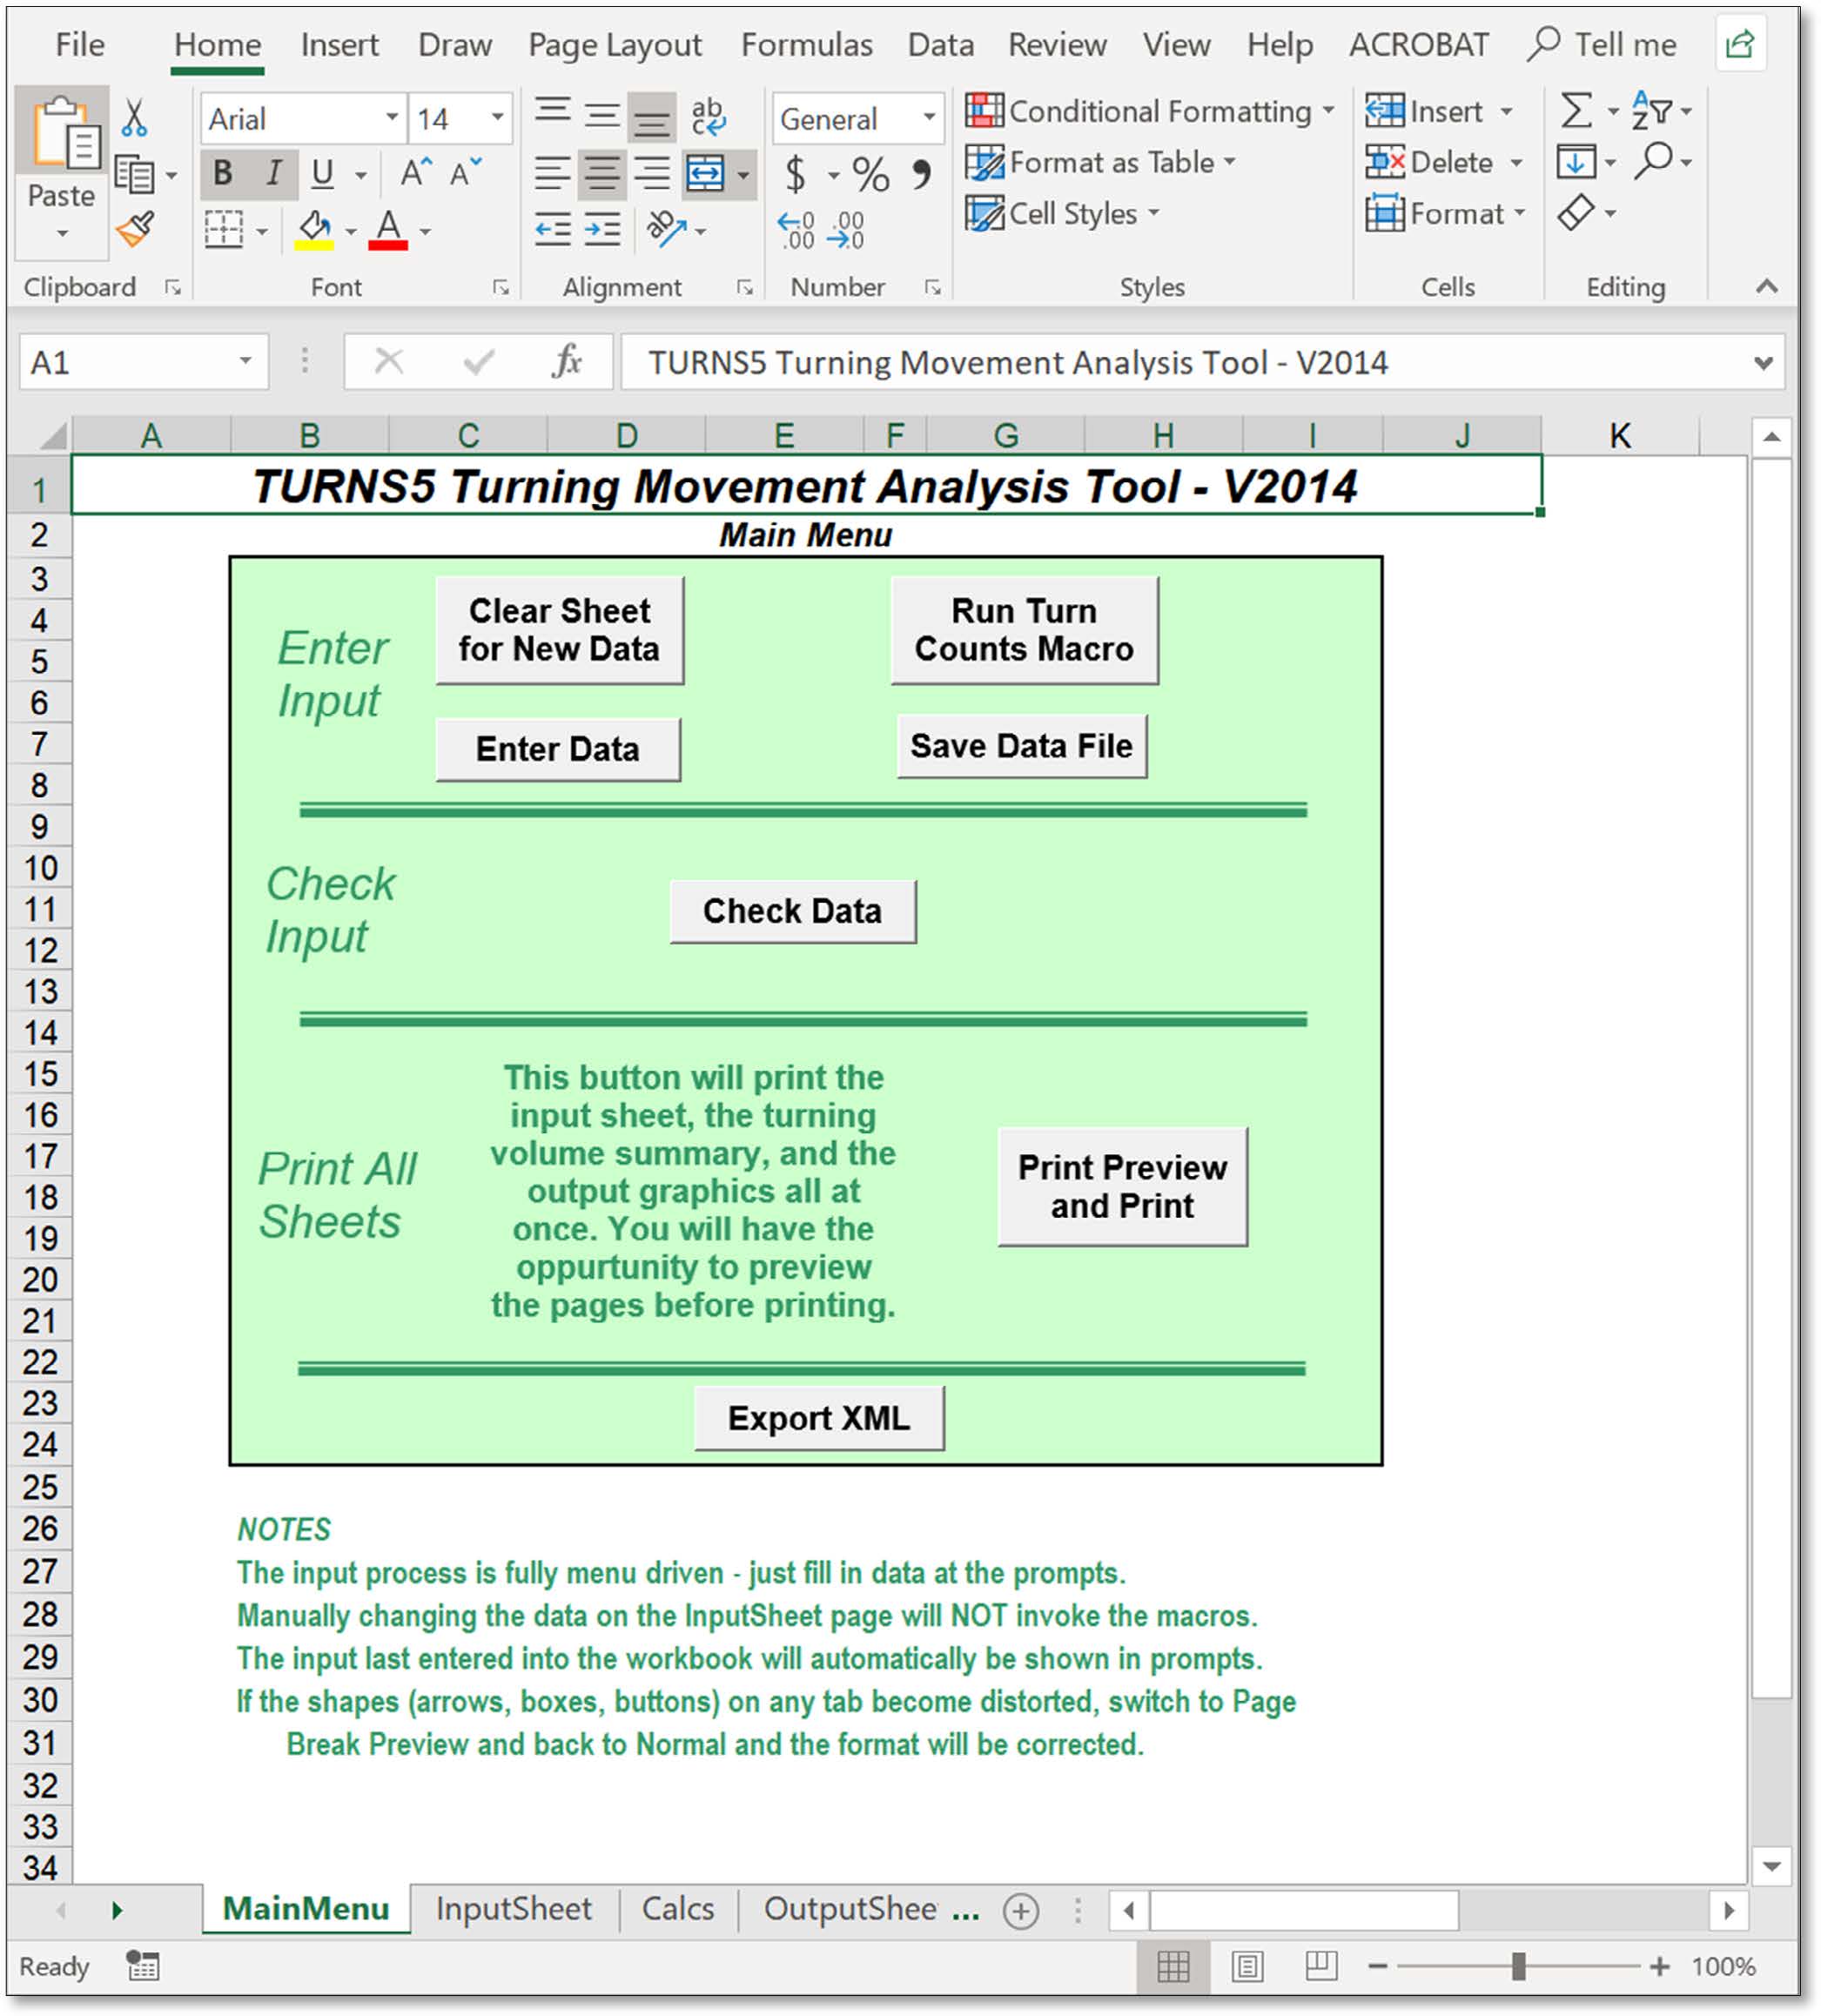 File Home Insert Draw Page Layout Formulas Data Review View Help ACROBAT Tell me
Paste
Arial 14
B I U A A
A
ab
c
ab
General
$ % ,
.0 .00
.00 .0
Conditional Formatting
Format as Table
Cell Styles
Insert
Delete
Format
A
Z
Clipboard Font Alignment Number Styles Cells Editing
A1 fx TURNS5 Turning Movement Analysis Tool - V2014
A B C D E F G H I J K
1
2
3
4
5
6
7
8
9
10
11
12
13
14
15
16
17
18
19
20
21
22
23
24
25
26
27
28
29
30
31
32
33
34
TURNS5 Turning Movement Analysis Tool - V2014
Main Menu
Enter
Input
Clear Sheet
for New Data
Run Turn
Counts Macro
Enter Data
Save Data File
Check
Input
Check Data
Print All
Sheets
This button will print the
input sheet, the turning
volume summary, and the
output graphics all at
once. You will have the
oppurtunity to preview
the pages before printing.
Print Preview
and Print
Export XML
NOTES
The input process is fully menu driven - just fill in data at the prompts.
Manually changing the data on the InputSheet page will NOT invoke the macros.
The input last entered into the workbook will automatically be shown in prompts.
If the shapes (arrows, boxes, buttons) on any tab become distorted, switch to Page
Break Preview and back to Normal and the format will be corrected.
MainMenu InputSheet Calcs OutputShee ...
Ready 100%